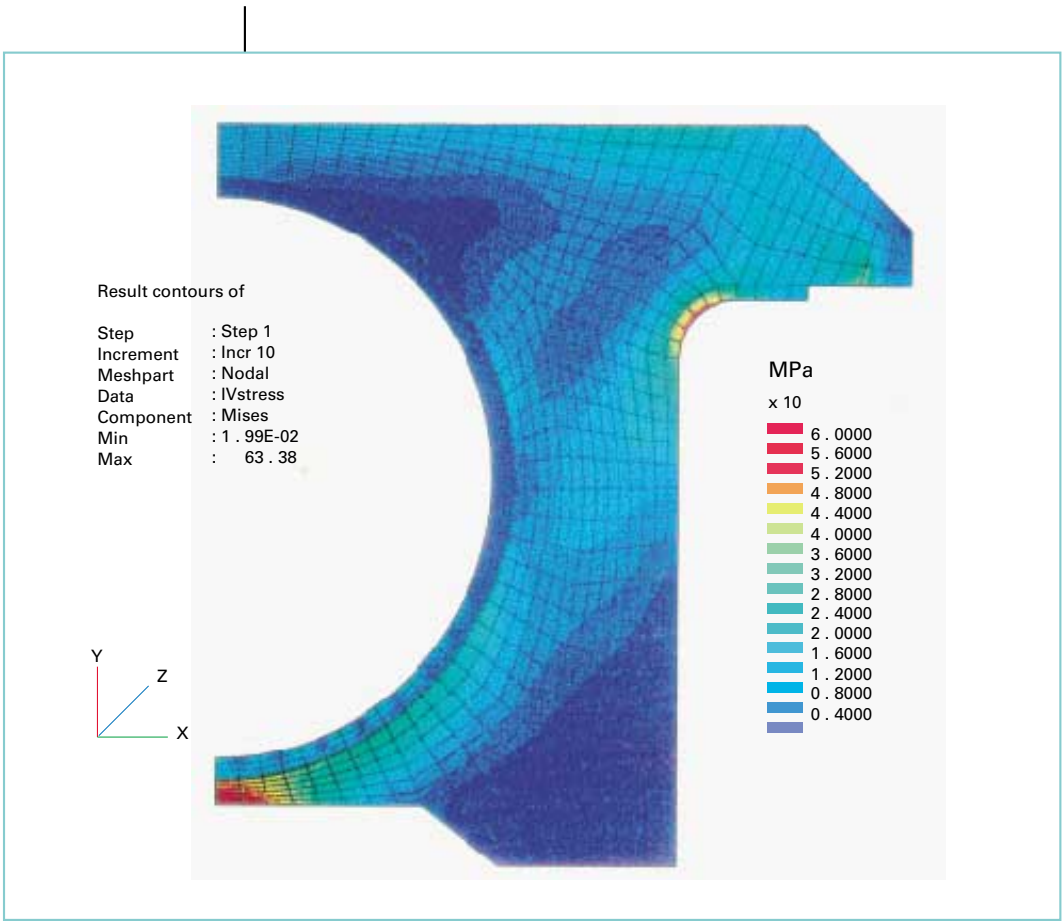 Result contours of
Step : Step 1
Increment : Incr 10
Meshpart : Nodal
Data : IVstress
Component : Mises
Min : 1 . 99E-02
Max : 63 . 38
MPa
x 10
6 . 0000
5 . 6000
5 . 2000
4 . 8000
4 . 4000
4 . 0000
3 . 6000
3 . 2000
2 . 8000
2 . 4000
2 . 0000
1 . 6000
1 . 2000
0 . 8000
0 . 4000
Y
Z
X